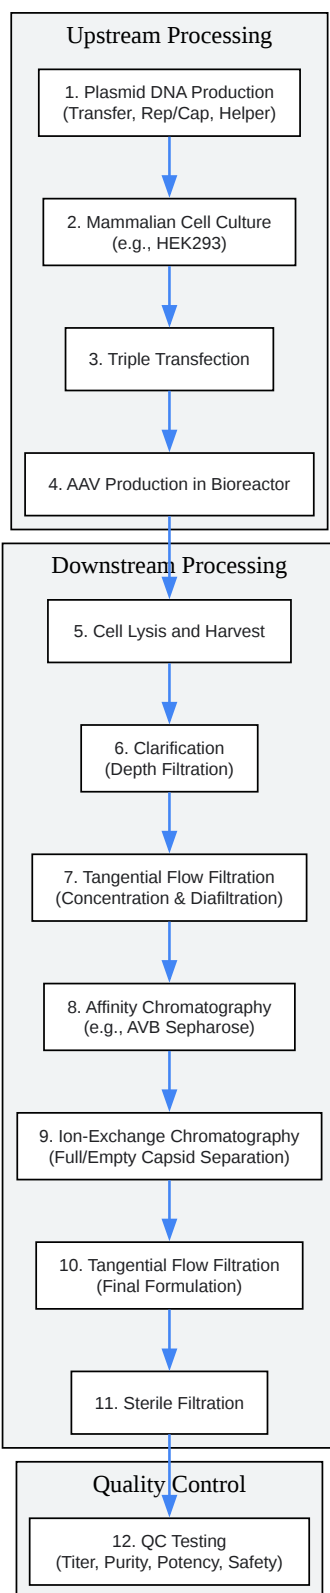 Upstream Processing
1. Plasmid DNA Production
(Transfer, Rep/Cap, Helper)
2. Mammalian Cell Culture
(e.g., HEK293)
3. Triple Transfection
4. AAV Production in Bioreactor
Downstream Processing
5. Cell Lysis and Harvest
6. Clarification
(Depth Filtration)
7. Tangential Flow Filtration
(Concentration & Diafiltration)
8. Affinity Chromatography
(e.g., AVB Sepharose)
9. Ion-Exchange Chromatography
(Full/Empty Capsid Separation)
10. Tangential Flow Filtration
(Final Formulation)
11. Sterile Filtration
Quality Control
12. QC Testing
(Titer, Purity, Potency, Safety)